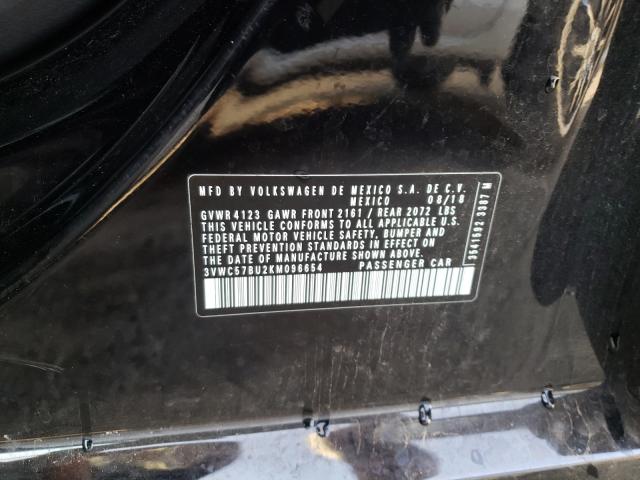 MFD BY VOLKSWAGEN DE MEXICO S.A. DE C.V.
MEXICO 08/18
GVWR 4123 GAWR FRONT 2161 / REAR 2072 LBS
THIS VEHICLE CONFORMS TO ALL APPLICABLE U.S.
FEDERAL MOTOR VEHICLE SAFETY, BUMPER AND
THEFT PREVENTION STANDARDS IN EFFECT ON
THE DATE OF MANUFACTURE SHOWN ABOVE.
3VWC57BU2KM096654 PASSENGER CAR